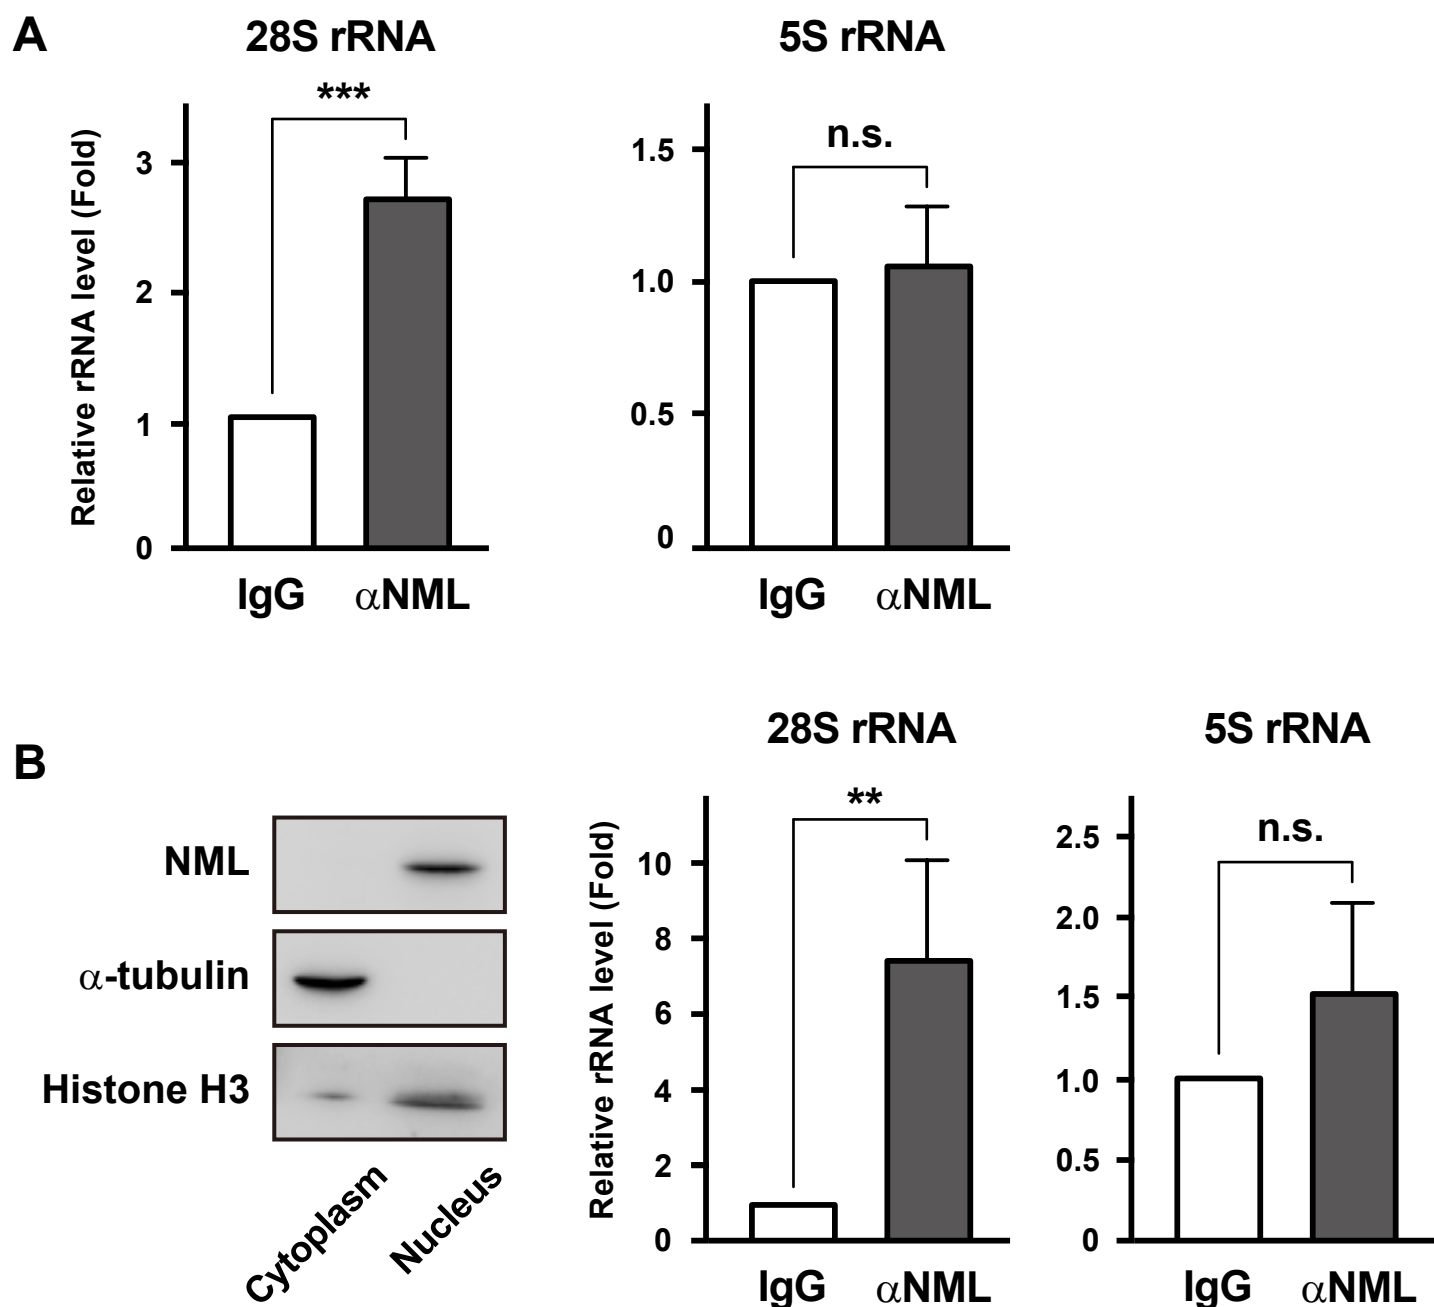 A
28S rRNA
5S rRNA
***
n.s.
Relative rRNA level (Fold)
3
2
1
0
1.5
1.0
0.5
0
IgG
αNML
IgG
αNML
B
NML
α-tubulin
Histone H3
Cytoplasm
Nucleus
28S rRNA
5S rRNA
**
n.s.
Relative rRNA level (Fold)
10
8
6
4
2
0
2.5
2.0
1.5
1.0
0.5
0
IgG
αNML
IgG
αNML